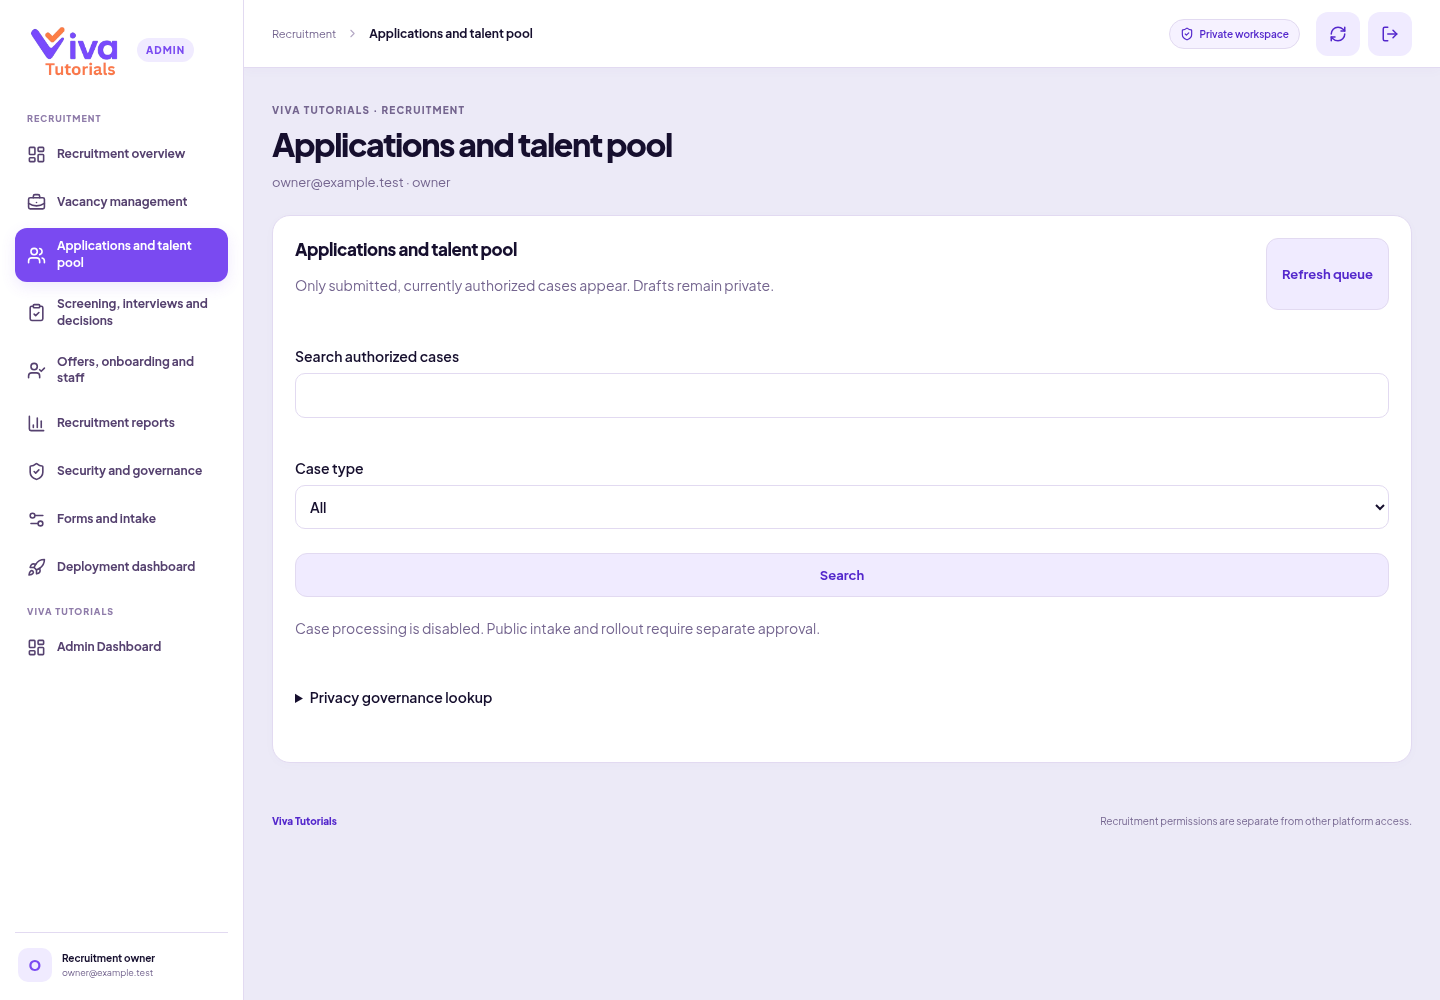 Viva
Tutorials
ADMIN
RECRUITMENT
Recruitment overview
Vacancy management
Applications and talent
pool
Screening, interviews and
decisions
Offers, onboarding and
staff
Recruitment reports
Security and governance
Forms and intake
Deployment dashboard
VIVA TUTORIALS
Admin Dashboard
O
Recruitment owner
owner@example.test
Recruitment
Applications and talent pool
Private workspace
VIVA TUTORIALS · RECRUITMENT
Applications and talent pool
owner@example.test · owner
Applications and talent pool
Only submitted, currently authorized cases appear. Drafts remain private.
Refresh queue
Search authorized cases
Case type
All
Search
Case processing is disabled. Public intake and rollout require separate approval.
Privacy governance lookup
Viva Tutorials
Recruitment permissions are separate from other platform access.